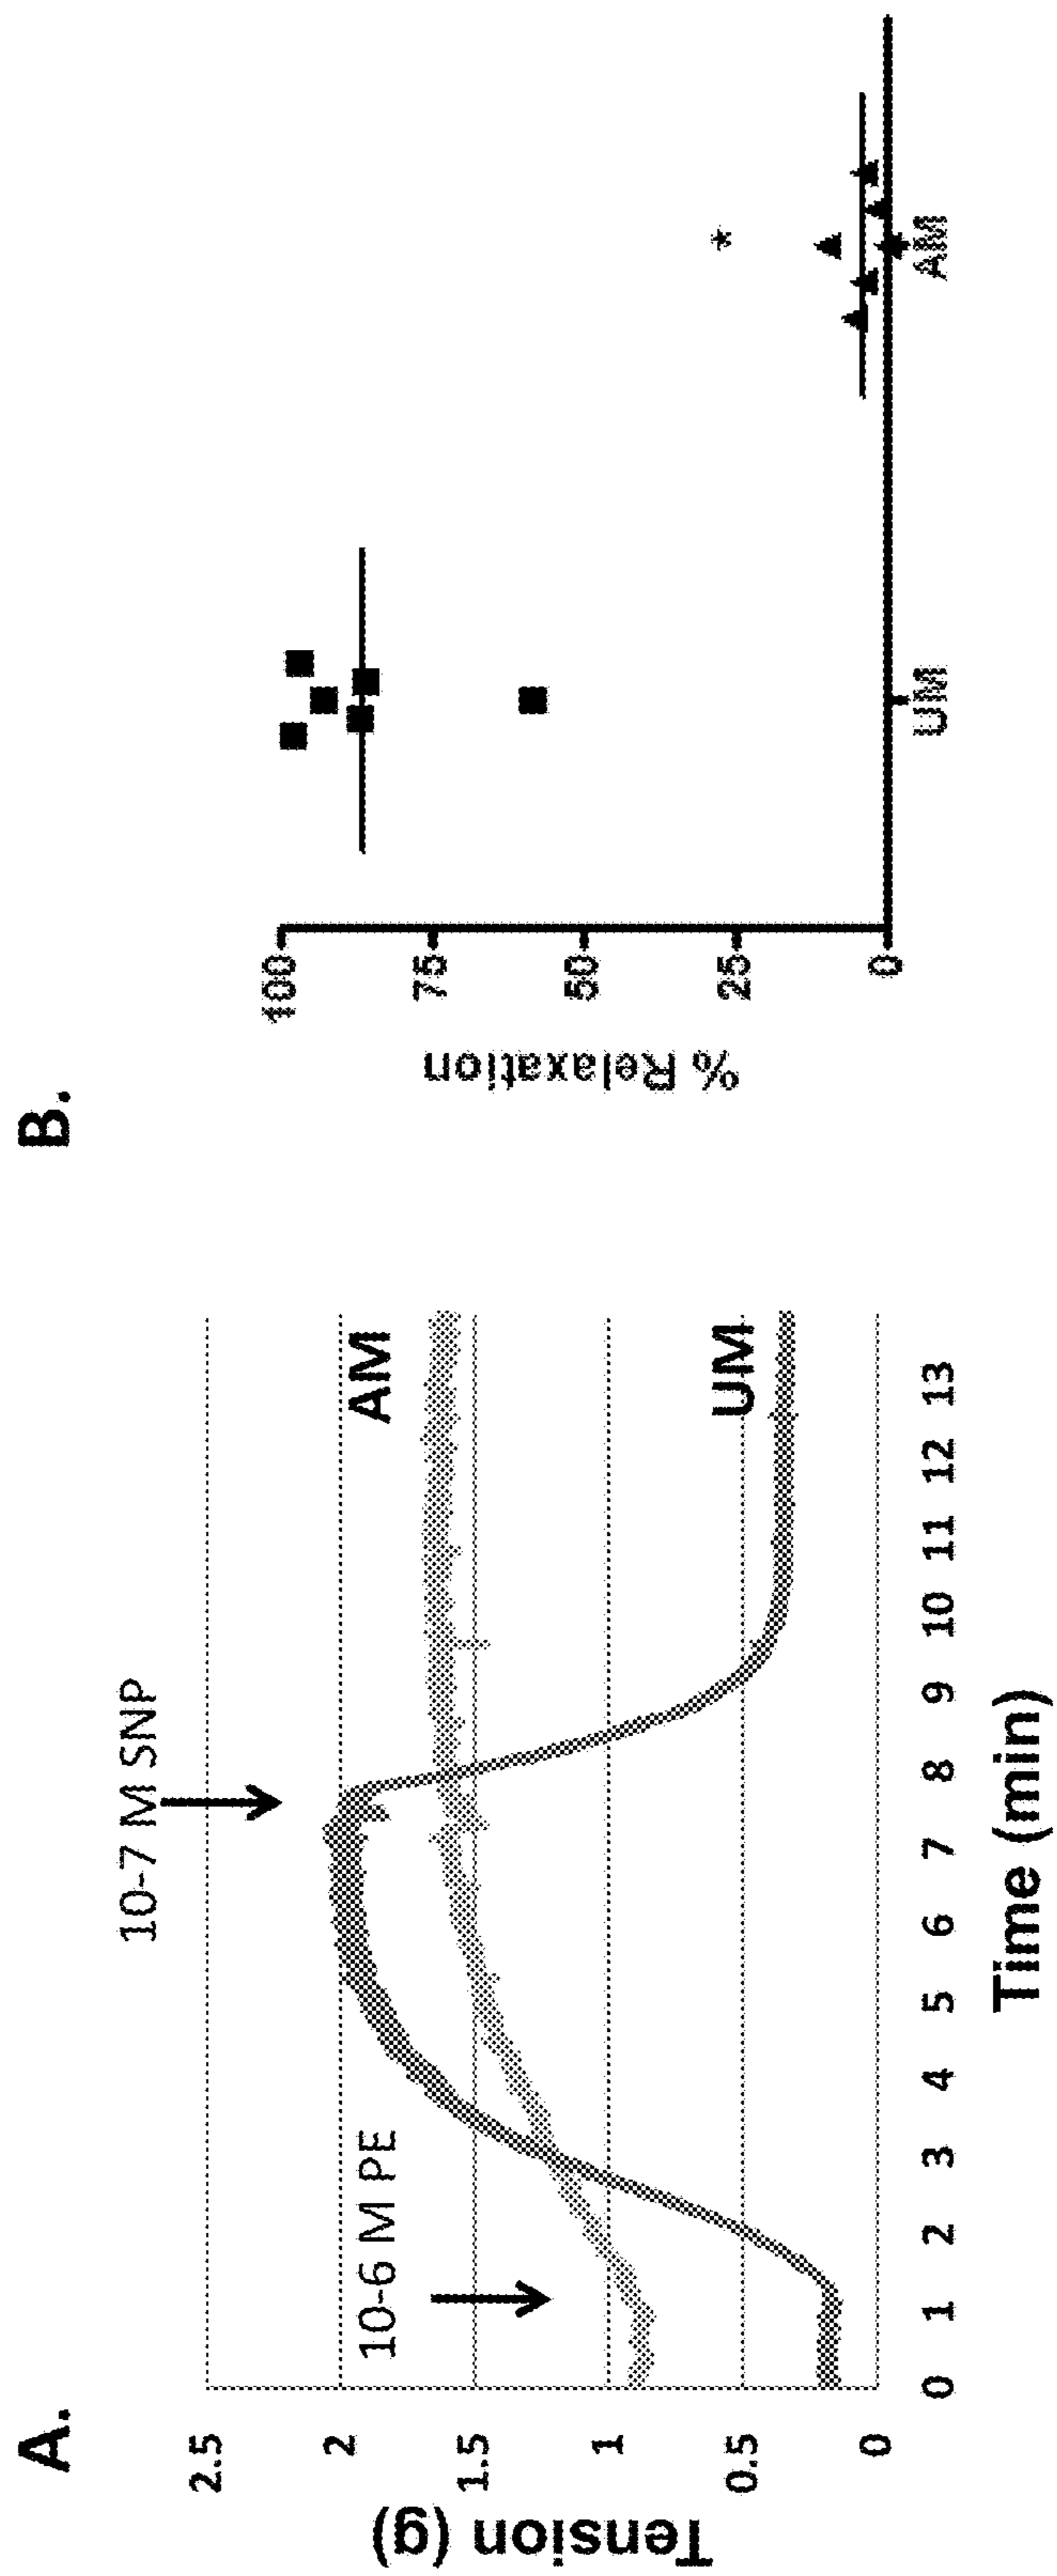 A.
Tension (g)
2.5
2
1.5
1
0.5
0
10-6 M PE
10-7 M SNP
AM
UM
0 1 2 3 4 5 6 7 8 9 10 11 12 13
Time (min)
B.
% Relaxation
100
75
50
25
0
*
UM AM